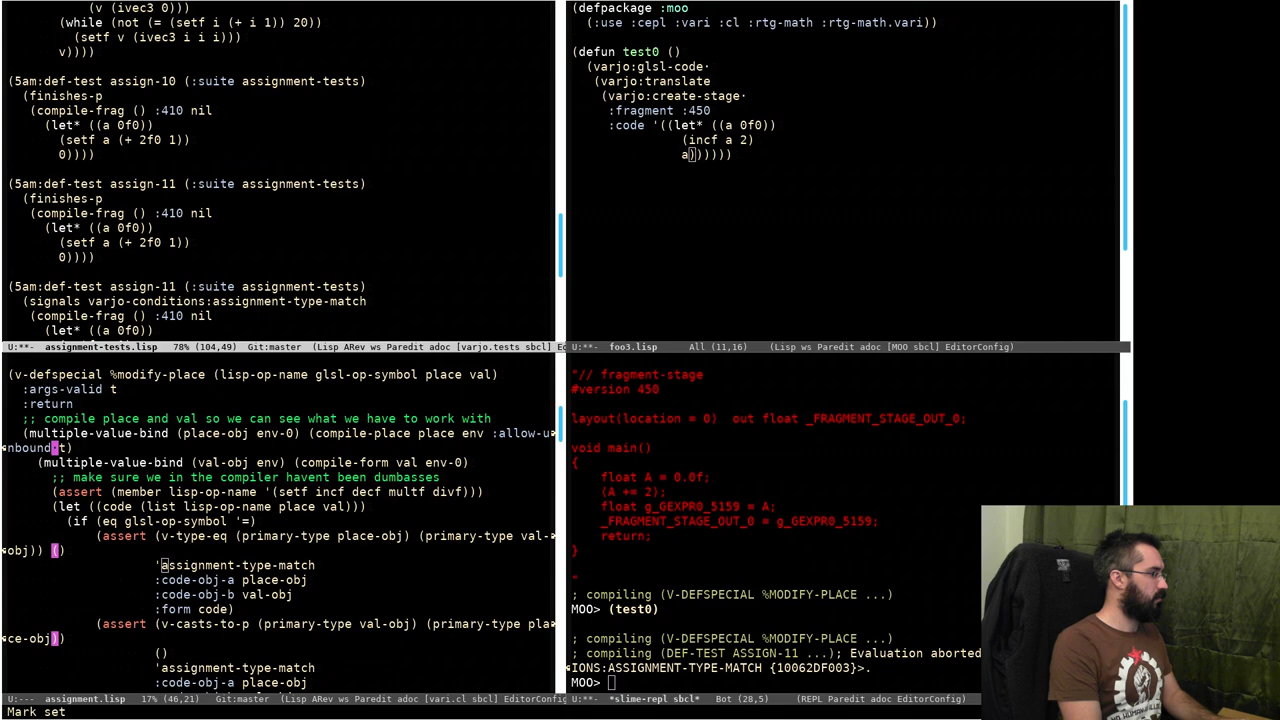 (v (ivec3 0)))
(while (not (= (setf i (+ i 1)) 20))
(setf v (ivec3 i i i)))
v))))
(5am:def-test assign-10 (:suite assignment-tests)
(finishes-p
(compile-frag () :410 nil
(let* ((a 0f0))
(setf a (+ 2f0 1))
0))))
(5am:def-test assign-11 (:suite assignment-tests)
(finishes-p
(compile-frag () :410 nil
(let* ((a 0f0))
(setf a (+ 2f0 1))
0))))
(5am:def-test assign-11 (:suite assignment-tests)
(signals varjo-conditions:assignment-type-match
(compile-frag () :410 nil
(let* ((a 0f0))
U:**-  assignment-tests.lisp   78% (104,49)  Git:master  (Lisp ARev ws Paredit adoc [varjo.tests sbcl] Ed
(defpackage :moo
(:use :cepl :vari :cl :rtg-math :rtg-math.vari))
(defun test0 ()
(varjo:glsl-code·
(varjo:translate
(varjo:create-stage·
:fragment :450
:code '((let* ((a 0f0))
(incf a 2)
a))))))
U:**-  foo3.lisp      All (11,16)    (Lisp ws Paredit adoc [MOO sbcl] EditorConfig)
(v-defspecial %modify-place (lisp-op-name glsl-op-symbol place val)
:args-valid t
:return
;; compile place and val so we can see what we have to work with
(multiple-value-bind (place-obj env-0) (compile-place place env :allow-u
nbound t)
(multiple-value-bind (val-obj env) (compile-form val env-0)
;; make sure we in the compiler havent been dumbasses
(assert (member lisp-op-name '(setf incf decf multf divf)))
(let ((code (list lisp-op-name place val)))
(if (eq glsl-op-symbol '=)
(assert (v-type-eq (primary-type place-obj) (primary-type val-
obj)) ()
'assignment-type-match
:code-obj-a place-obj
:code-obj-b val-obj
:form code)
(assert (v-casts-to-p (primary-type val-obj) (primary-type pla
ce-obj))
()
'assignment-type-match
:code-obj-a place-obj
U:---  assignment.lisp   17% (46,21)   Git:master  (Lisp ARev ws Paredit adoc [vari.cl sbcl] EditorConfig
Mark set
"// fragment-stage
#version 450
layout(location = 0)  out float _FRAGMENT_STAGE_OUT_0;
void main()
{
float A = 0.0f;
(A += 2);
float g_GEXPR0_5159 = A;
_FRAGMENT_STAGE_OUT_0 = g_GEXPR0_5159;
return;
}
"
; compiling (V-DEFSPECIAL %MODIFY-PLACE ...)
MOO> (test0)
; compiling (V-DEFSPECIAL %MODIFY-PLACE ...)
; compiling (DEF-TEST ASSIGN-11 ...); Evaluation aborted
IONS:ASSIGNMENT-TYPE-MATCH {10062DF003}>.
MOO>
U:**-  *slime-repl sbcl*   Bot (28,5)     (REPL Paredit adoc EditorConfig)